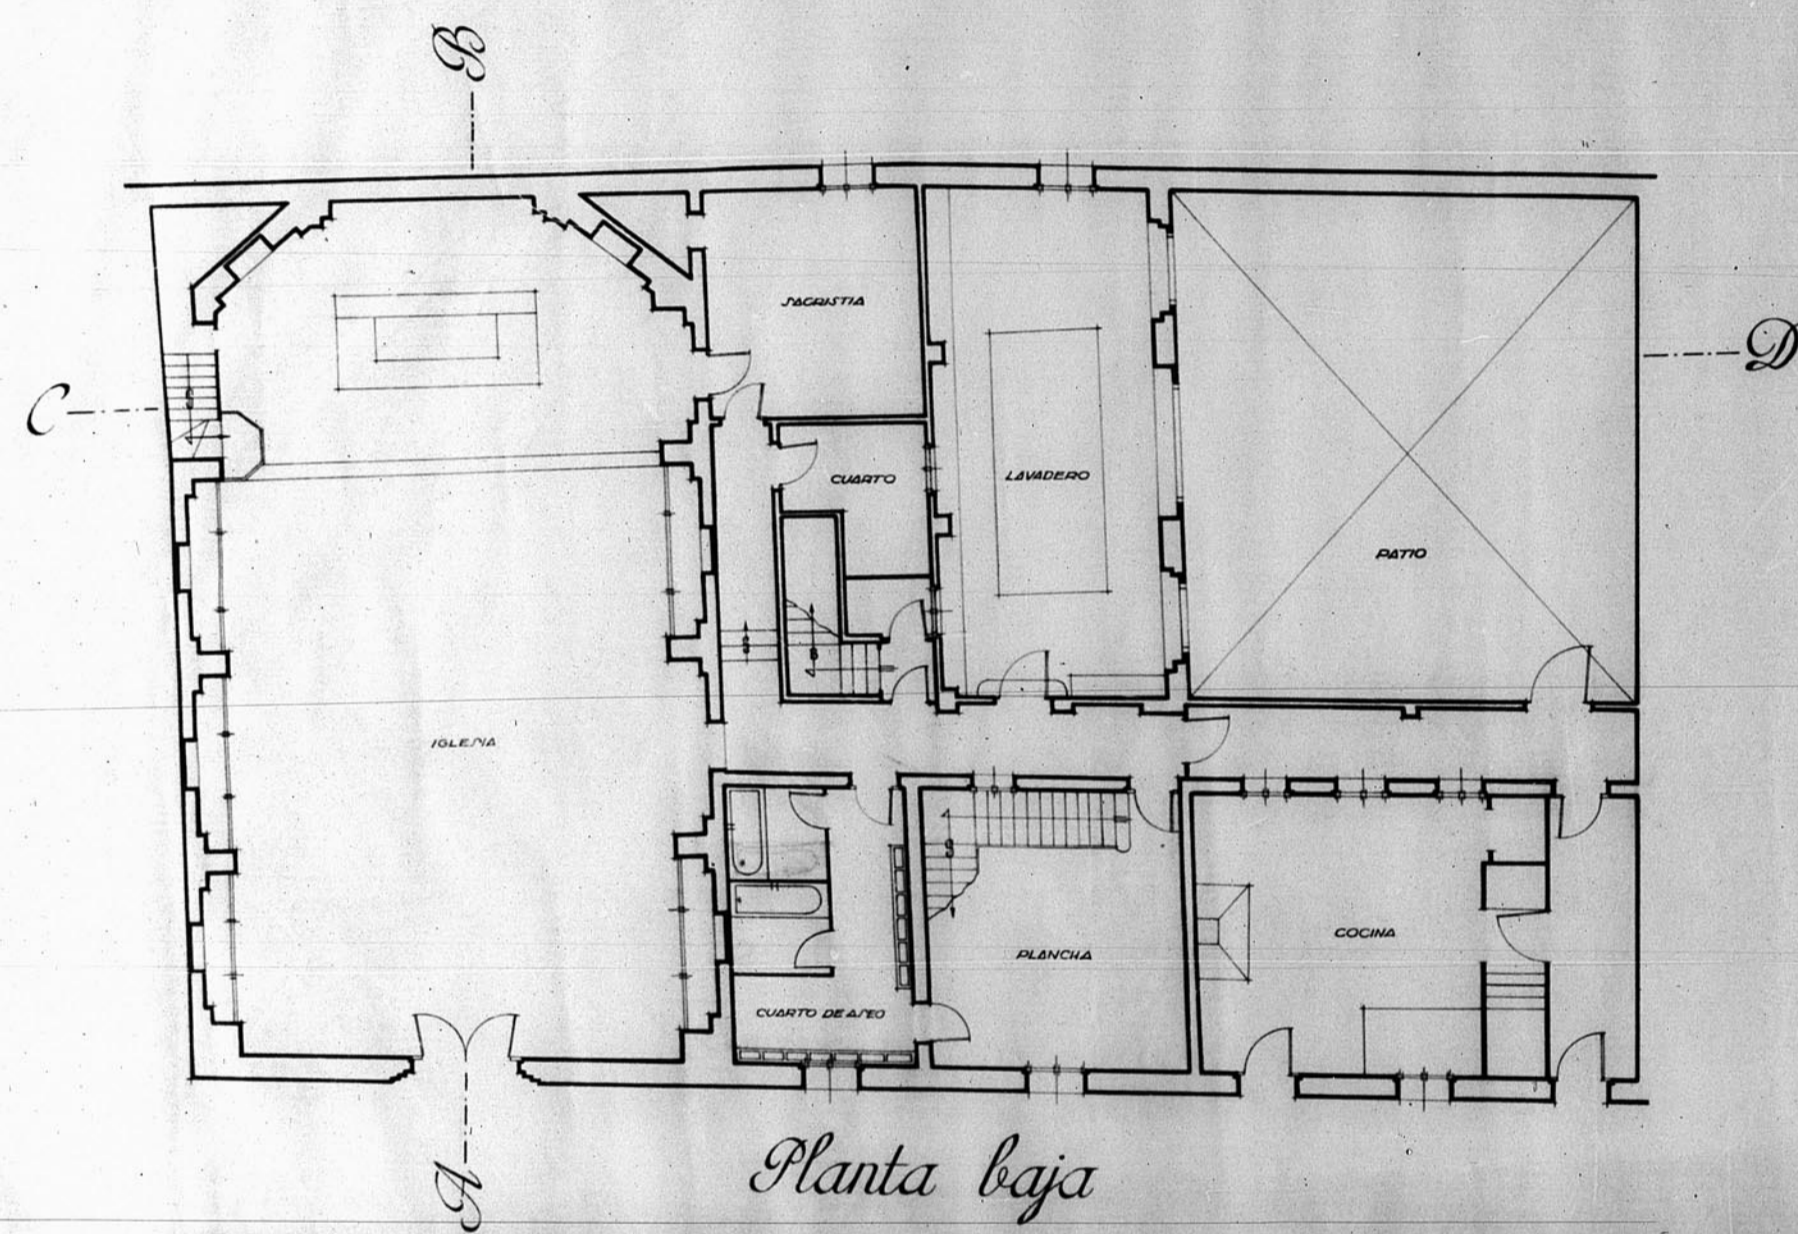 B
SACRISTIA
D
C
CUARTO
LAVADERO
S
PATIO
S
B
IGLESIA
S
COCINA
PLANCHA
CUARTO DE ASEO
A
Planta baja